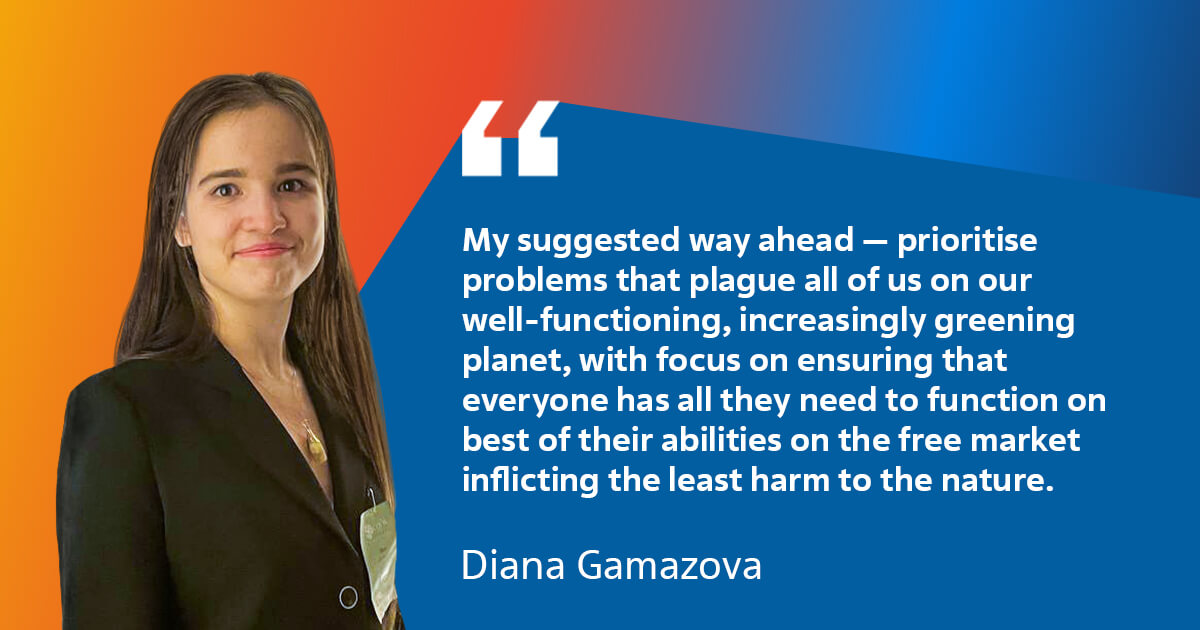 “
My suggested way ahead — prioritise
problems that plague all of us on our
well-functioning, increasingly greening
planet, with focus on ensuring that
everyone has all they need to function on
best of their abilities on the free market
inflicting the least harm to the nature.
Diana Gamazova